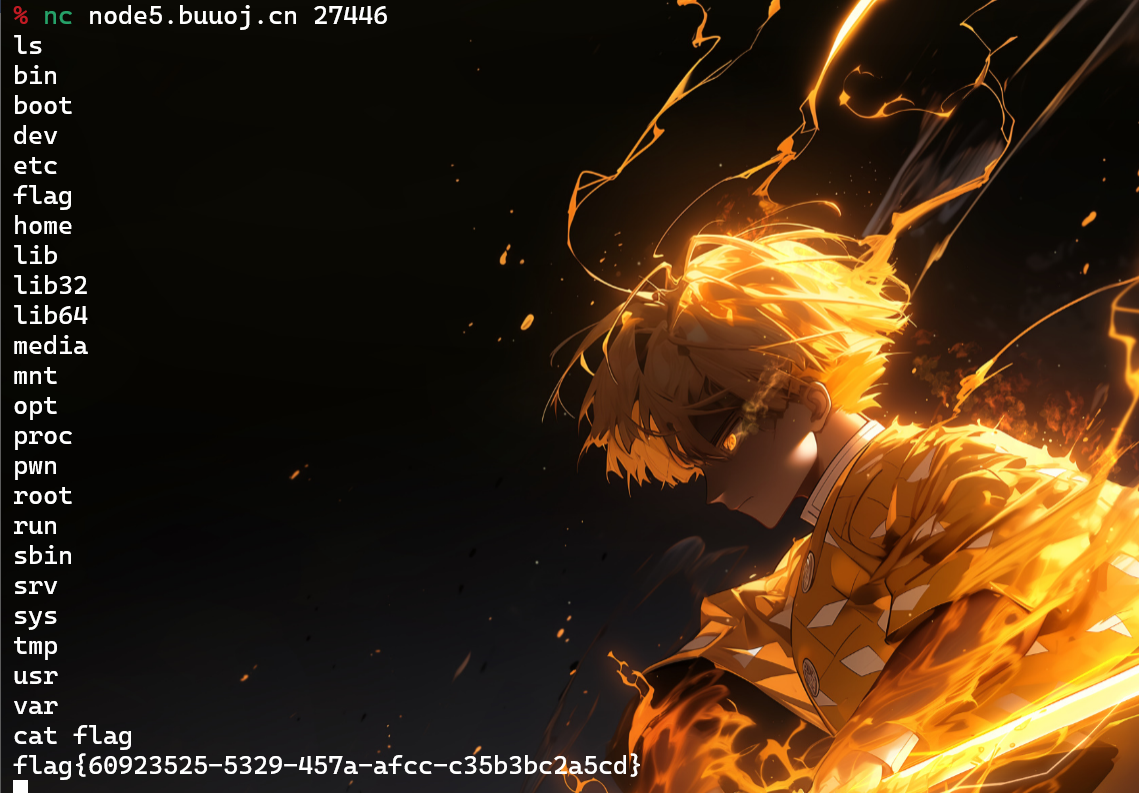 % nc node5.buuoj.cn 27446
ls
bin
boot
dev
etc
flag
home
lib
lib32
lib64
media
mnt
opt
proc
pwn
root
run
sbin
srv
sys
tmp
usr
var
cat flag
flag{60923525-5329-457a-afcc-c35b3bc2a5cd}